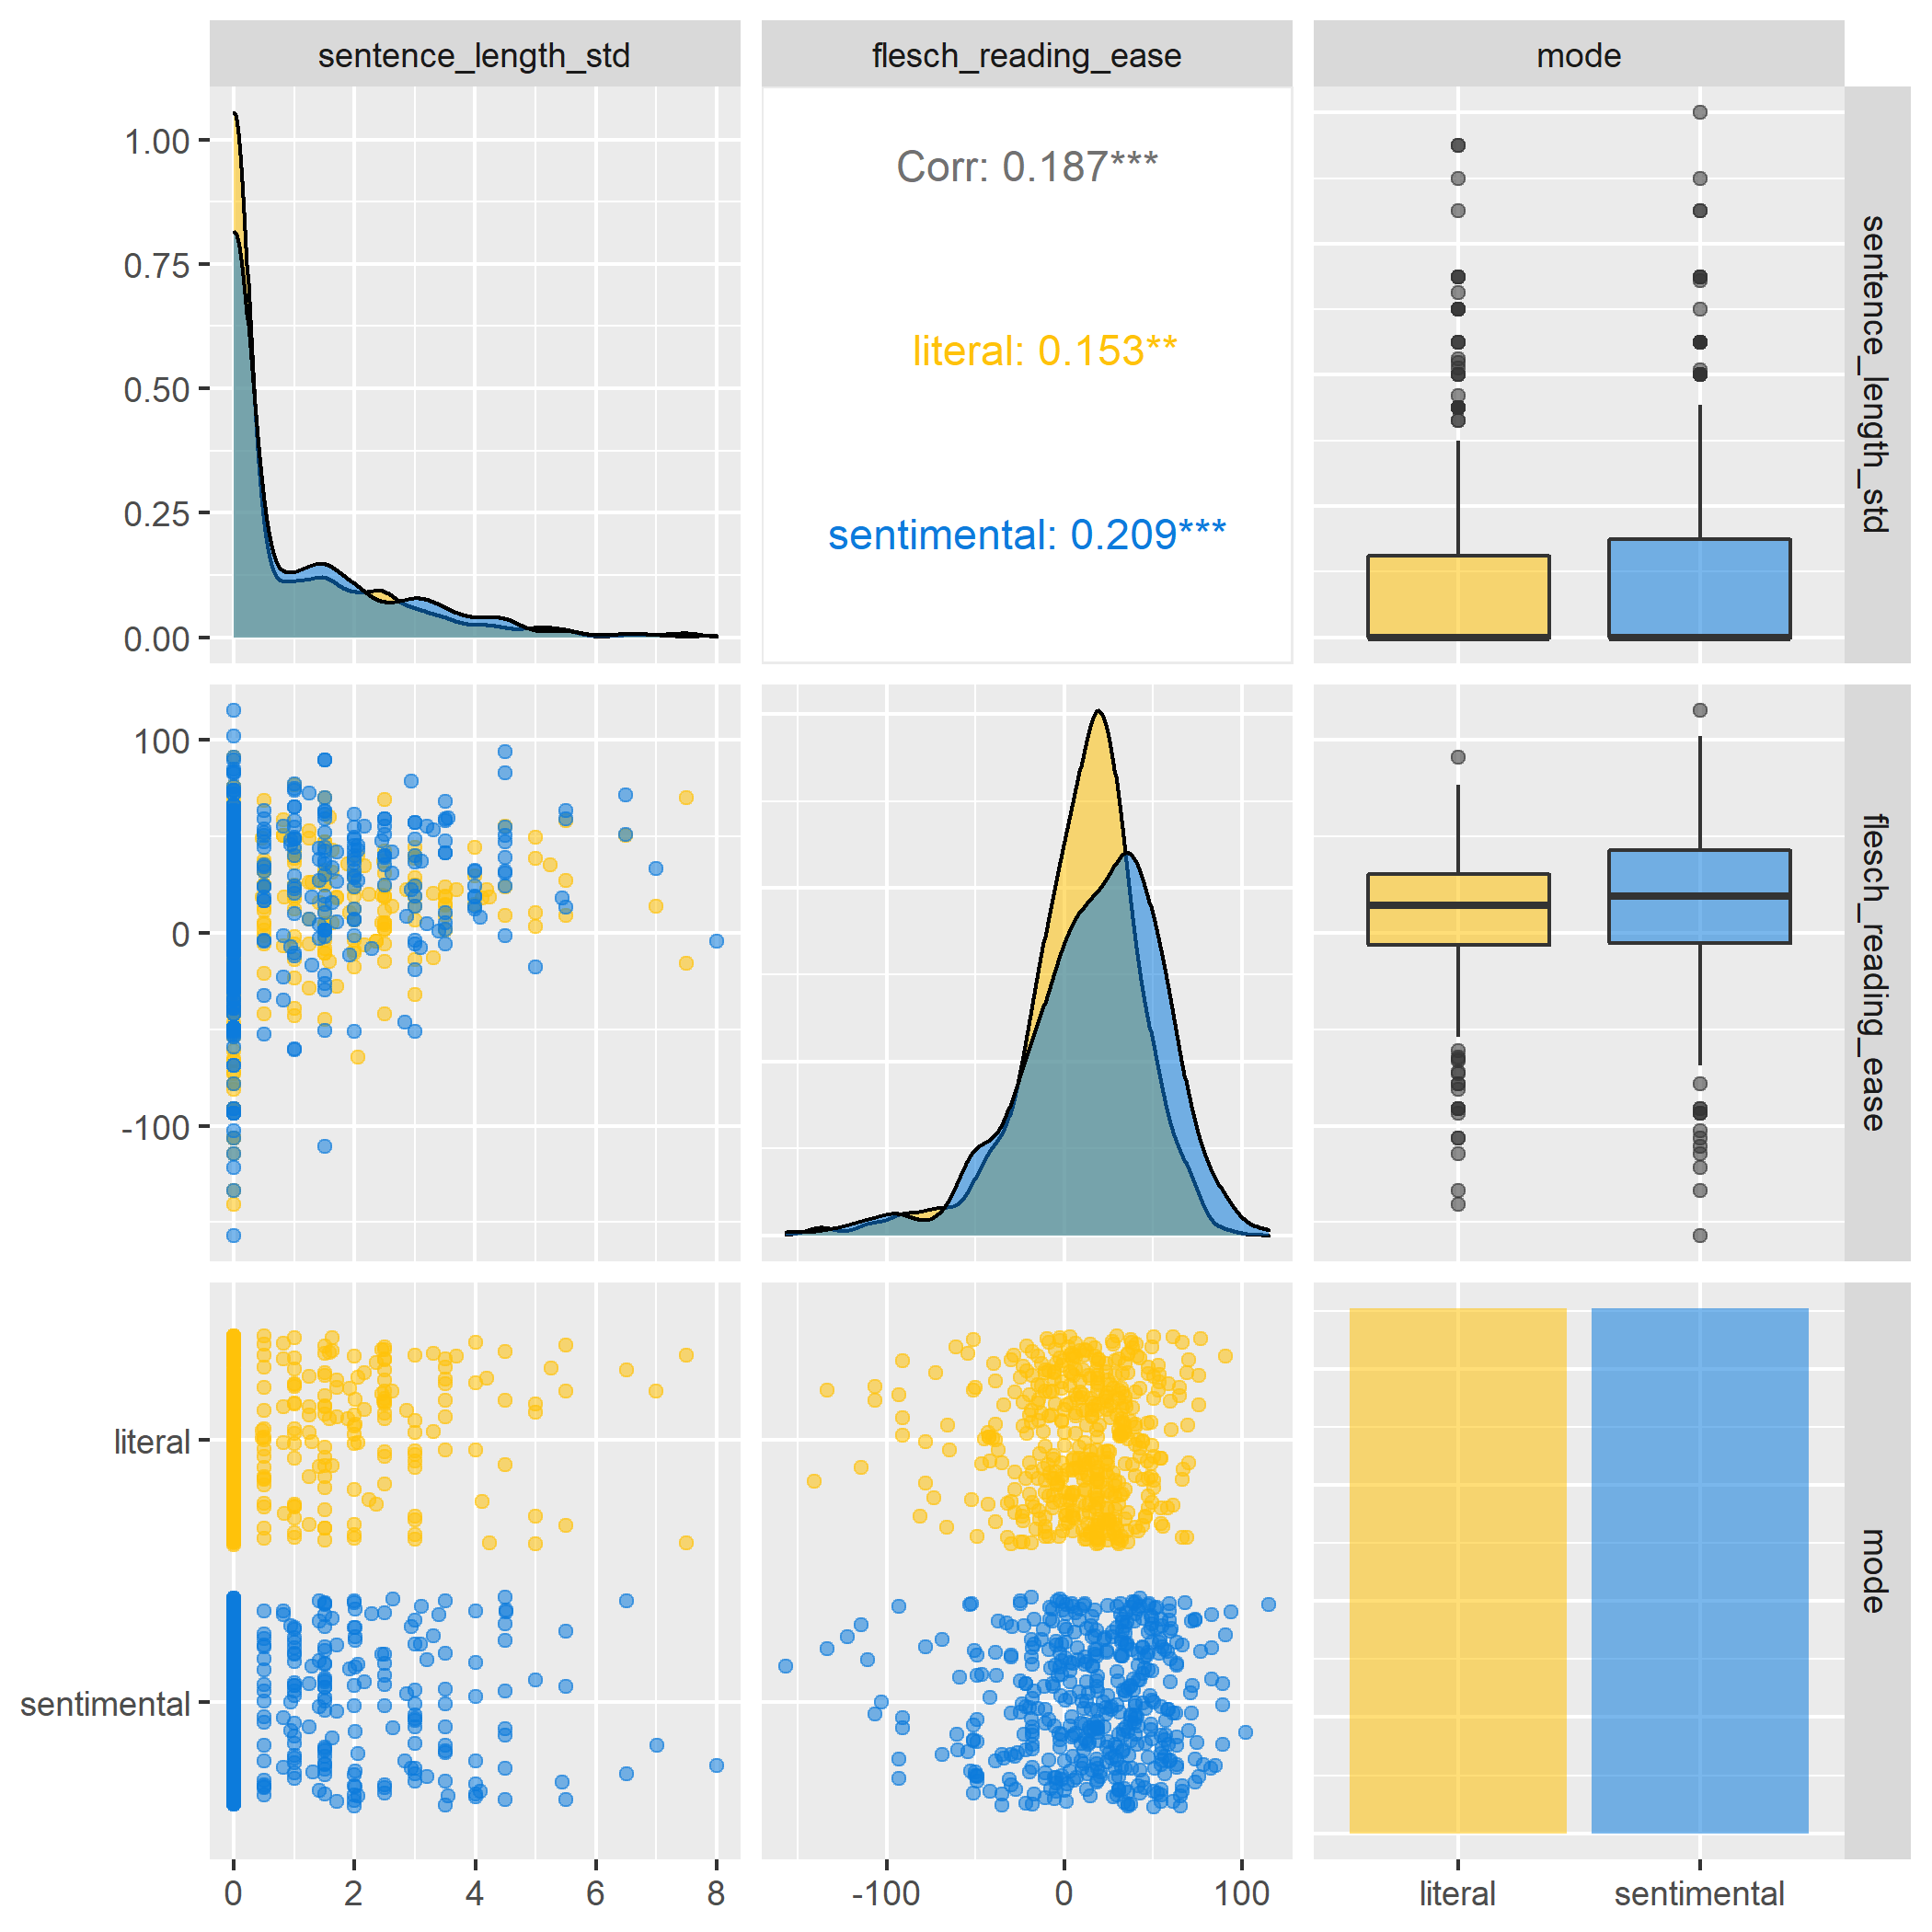 sentence_length_std
flesch_reading_ease
mode
1.00
0.75
0.50
0.25
0.00
Corr: 0.187***
literal: 0.153**
sentimental: 0.209***
sentence_length_std
100
0
-100
flesch_reading_ease
literal
sentimental
mode
0 2 4 6 8
-100 0 100
literal sentimental